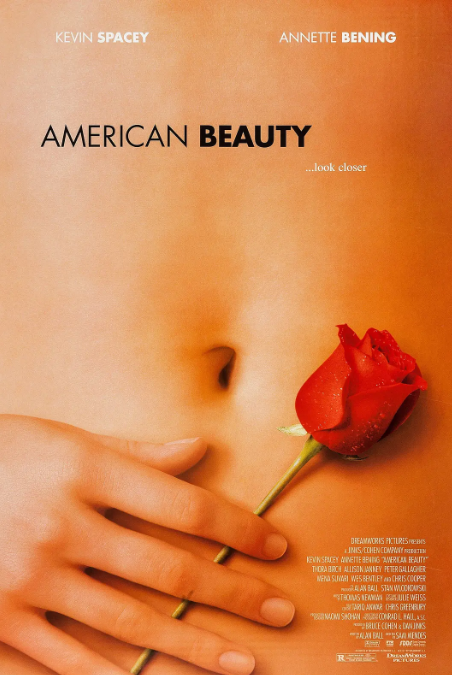 KEVIN SPACEY ANNETTE BENING
AMERICAN BEAUTY
...look closer
DREAMWORKS PICTURES PRESENTS
A JINKS/COHEN COMPANY PRODUCTION
KEVIN SPACEY ANNETTE BENING "AMERICAN BEAUTY"
THORA BIRCH ALLISON JANNEY PETER GALLAGHER
MENA SUVARI WES BENTLEY AND CHRIS COOPER
ALAN BALL STAN WLODKOWSKI
THOMAS NEWMAN JULIE WEISS
TARIQ ANWAR CHRIS GREENBURY
NAOMI SHOHAN CONRAD L. HALL, A.S.C.
BRUCE COHEN & DAN JINKS
ALAN BALL SAM MENDES
R DREAMWORKS
PICTURES